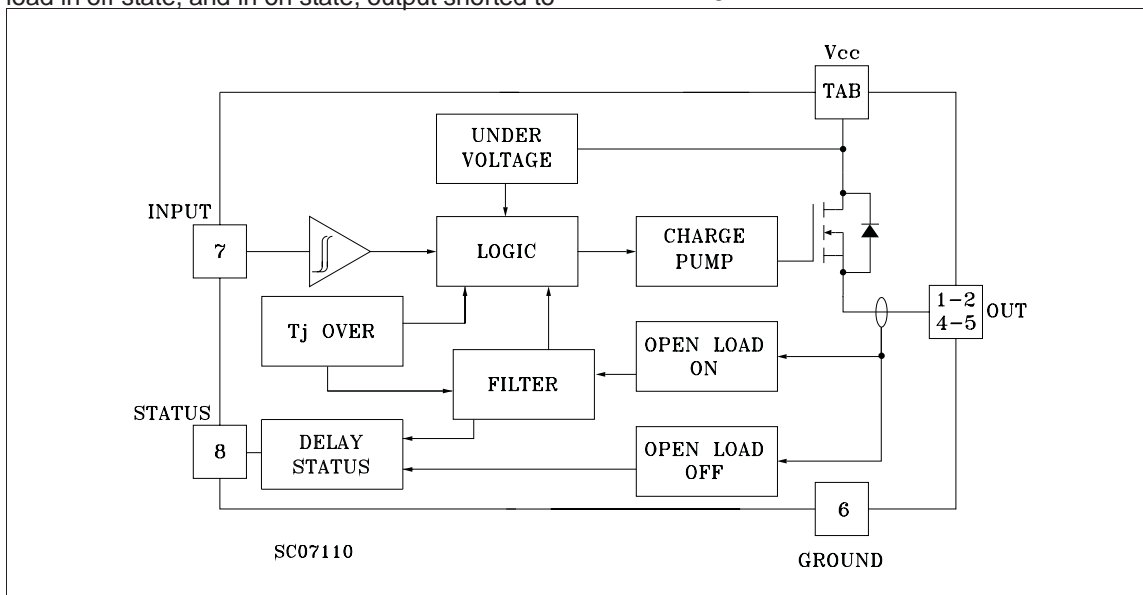 load in off state, and in on state, output shorted to
Vcc
TAB
UNDER
VOLTAGE
INPUT
7
LOGIC
CHARGE
PUMP
1-2
4-5
OUT
Tj OVER
OPEN LOAD
ON
FILTER
STATUS
8
DELAY
STATUS
OPEN LOAD
OFF
6
SC07110
GROUND